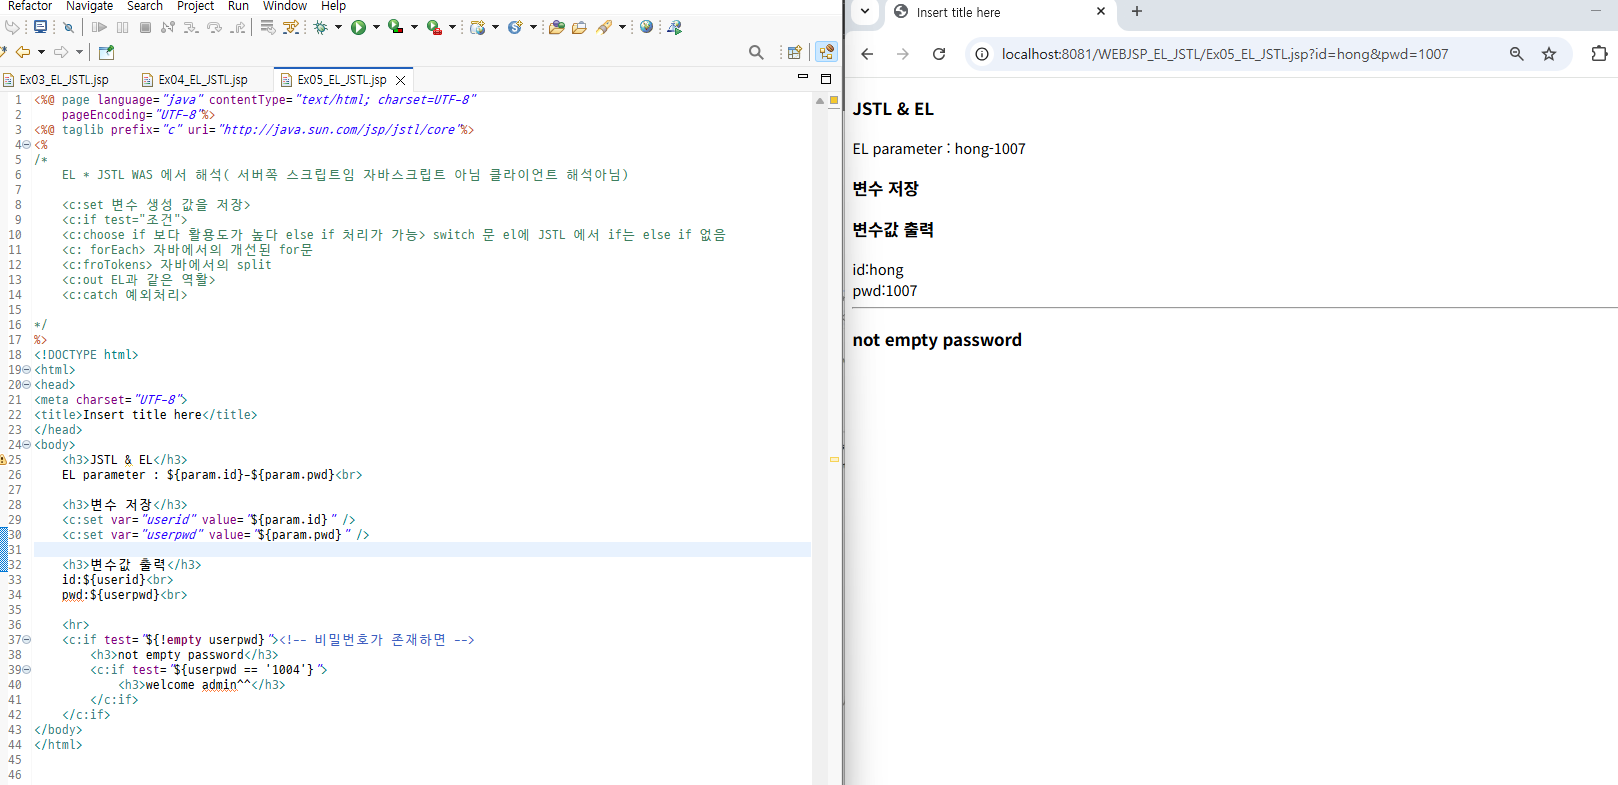 Refactor Navigate Search Project Run Window Help
Ex03_EL_JSTL.jsp Ex04_EL_JSTL.jsp Ex05_EL_JSTL.jsp
1 <%@ page language="java" contentType="text/html; charset=UTF-8"
2 pageEncoding="UTF-8"%>
3 <%@ taglib prefix="c" uri="http://java.sun.com/jsp/jstl/core"%>
4 <%
5 /*
6 EL * JSTL WAS 에서 해석( 서버쪽 스크립트임 자바스크립트 아님 클라이언트 해석아님)
7
8 <c:set 변수 생성 값을 저장>
9 <c:if test="조건">
10 <c:choose if 보다 활용도가 높다 else if 처리가 가능> switch 문 el에 JSTL 에서 if는 else if 없음
11 <c: forEach> 자바에서의 개선된 for문
12 <c:froTokens> 자바에서의 split
13 <c:out EL과 같은 역활>
14 <c:catch 예외처리>
15
16 */
17 %>
18 <!DOCTYPE html>
19 <html>
20 <head>
21 <meta charset="UTF-8">
22 <title>Insert title here</title>
23 </head>
24 <body>
25 <h3>JSTL & EL</h3>
26 EL parameter : ${param.id}-${param.pwd}<br>
27
28 <h3>변수 저장</h3>
29 <c:set var="userid" value="${param.id}" />
30 <c:set var="userpwd" value="${param.pwd}" />
31
32 <h3>변수값 출력</h3>
33 id:${userid}<br>
34 pwd:${userpwd}<br>
35
36 <hr>
37 <c:if test="${!empty userpwd}"><!-- 비밀번호가 존재하면 -->
38 <h3>not empty password</h3>
39 <c:if test="${userpwd == '1004'}">
40 <h3>welcome admin^^</h3>
41 </c:if>
42 </c:if>
43 </body>
44 </html>
45
46
Insert title here
localhost:8081/WEBJSP_EL_JSTL/Ex05_EL_JSTL.jsp?id=hong&pwd=1007
JSTL & EL
EL parameter : hong-1007
변수 저장
변수값 출력
id:hong
pwd:1007
not empty password